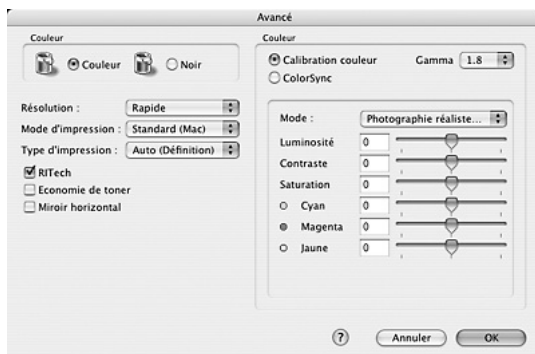 Avancé
Couleur
Couleur
Noir
Résolution : Rapide
Mode d'impression : Standard (Mac)
Type d'impression : Auto (Définition)
RITech
Economie de toner
Miroir horizontal
Couleur
Calibration couleur Gamma 1.8
ColorSync
Mode : Photographie réaliste...
Luminosité 0
Contraste 0
Saturation 0
Cyan 0
Magenta 0
Jaune 0
? Annuler OK